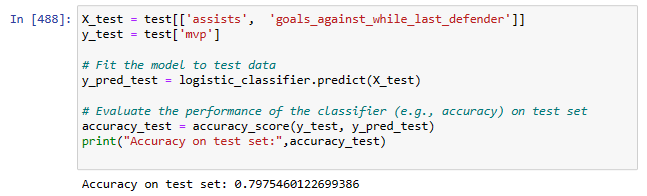 In [488]: X_test = test[['assists',  'goals_against_while_last_defender']]
y_test = test['mvp']
# Fit the model to test data
y_pred_test = logistic_classifier.predict(X_test)
# Evaluate the performance of the classifier (e.g., accuracy) on test set
accuracy_test = accuracy_score(y_test, y_pred_test)
print("Accuracy on test set:",accuracy_test)
Accuracy on test set: 0.7975460122699386